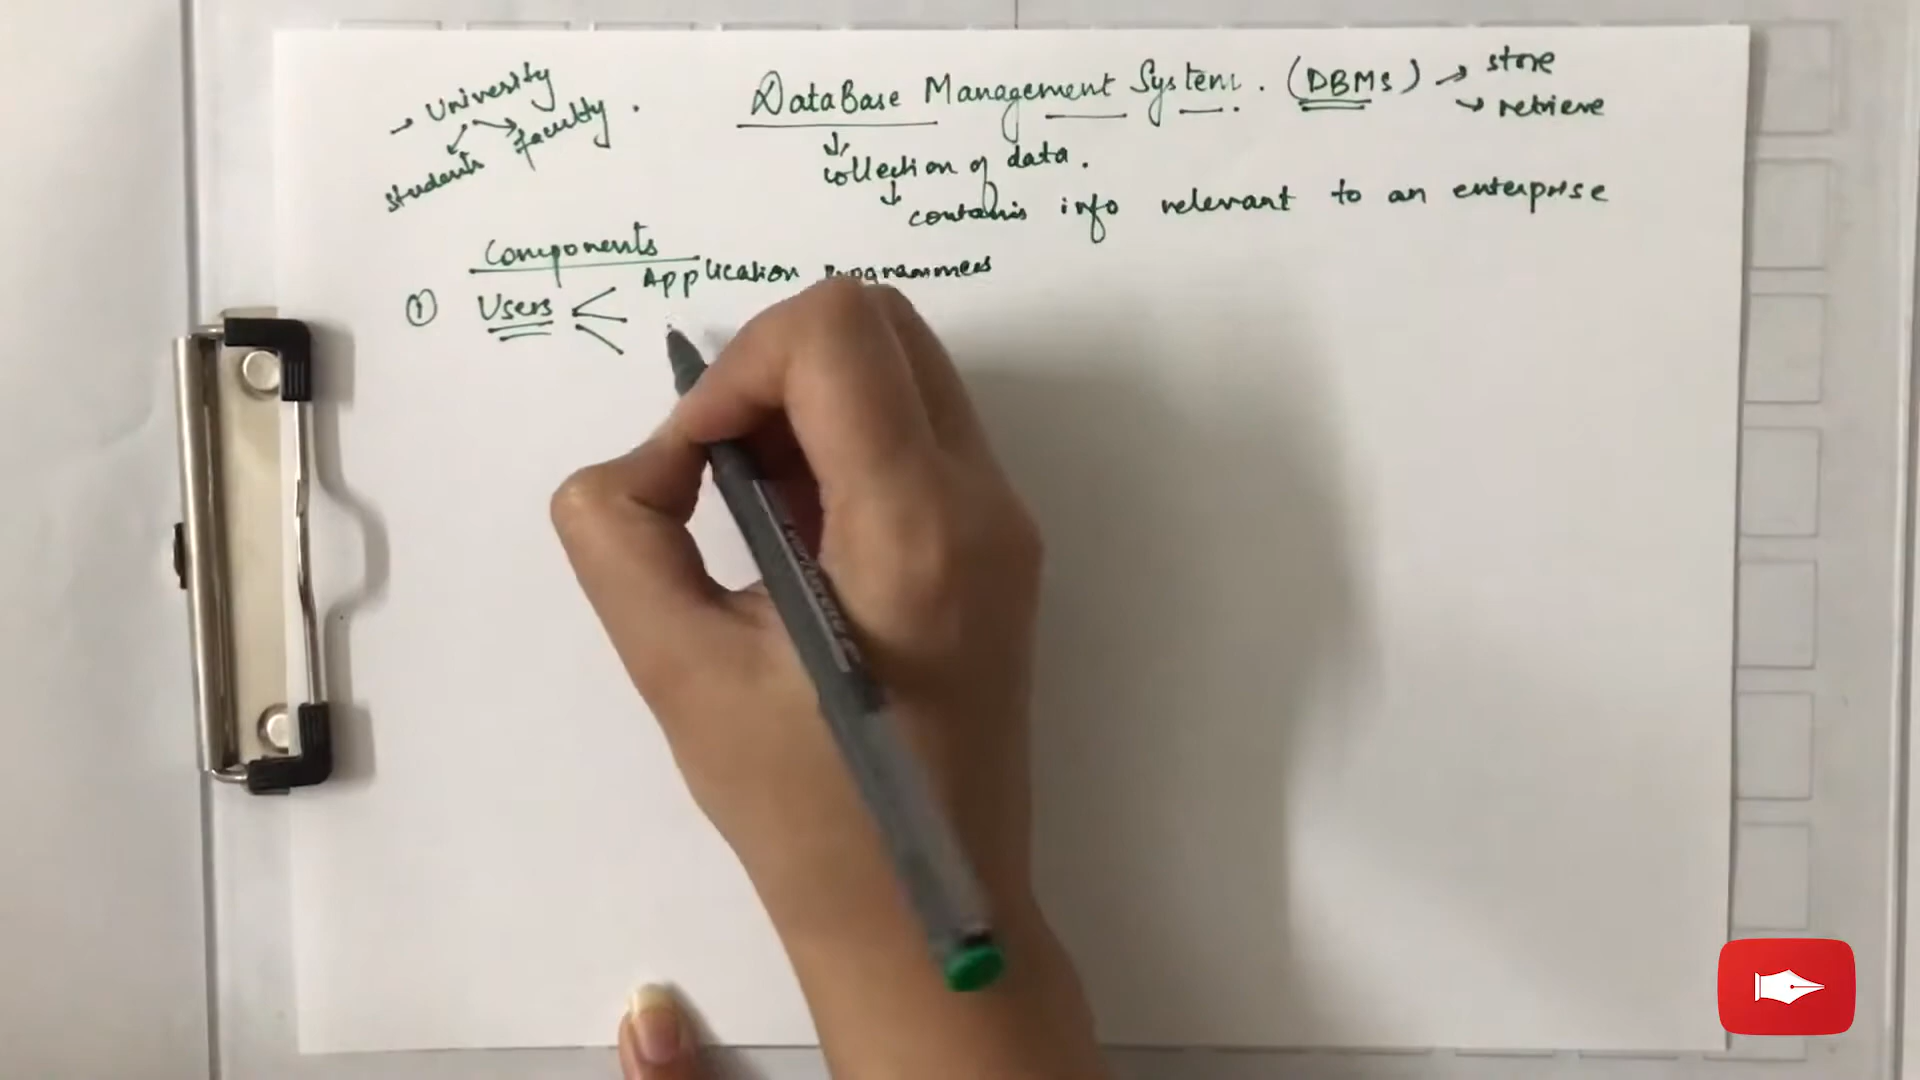 → University
students faculty .
DataBase Management System . (DBMS) → store
→ retrieve
collection of data .
contains info relevant to an enterprise
Components
① Users Application Programmers